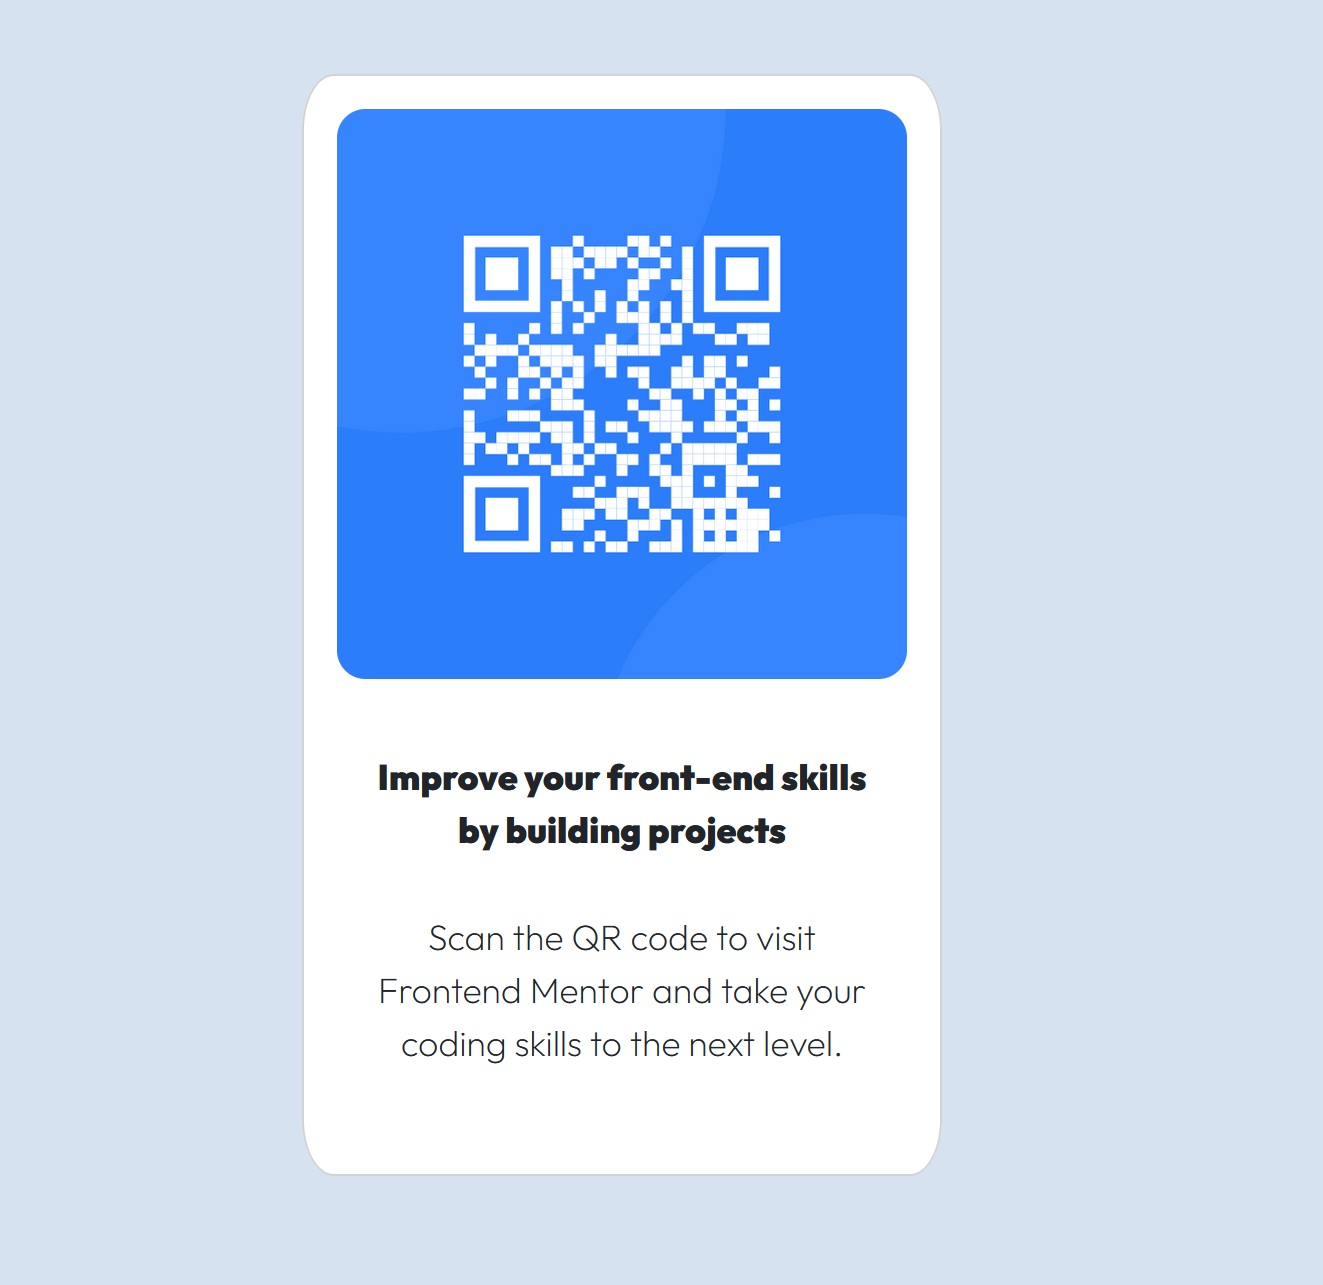 Improve your front-end skills
by building projects
Scan the QR code to visit
Frontend Mentor and take your
coding skills to the next level.